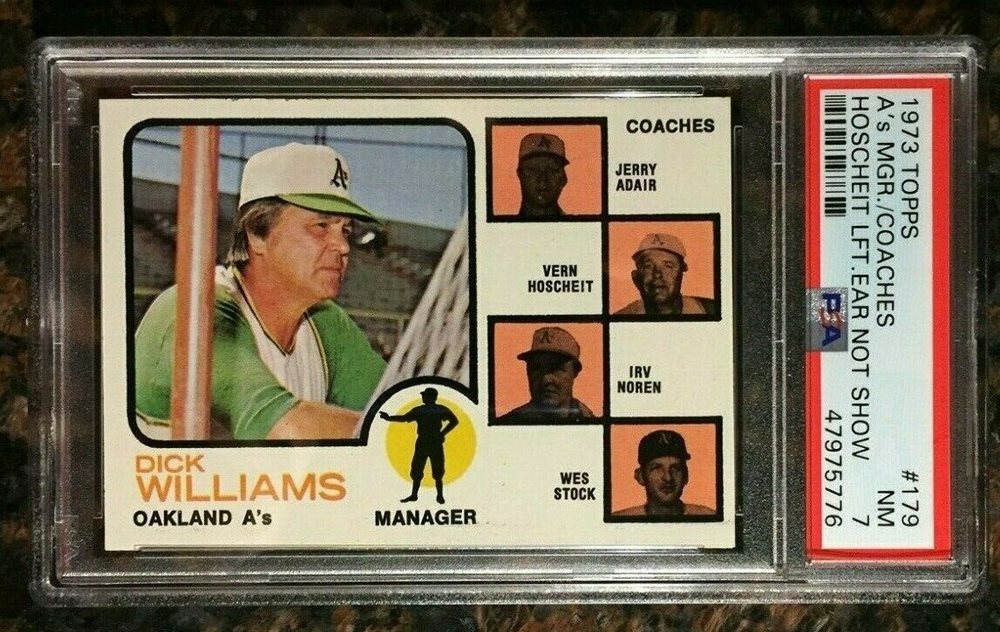 A's
COACHES
JERRY
ADAIR
VERN
HOSCHEIT
IRV
NOREN
WES
STOCK
DICK
WILLIAMS
OAKLAND A's
MANAGER
1973 TOPPS #179
A's MGR./COACHES NM
HOSCHEIT LFT.EAR NOT SHOW 7
PSA 47975776